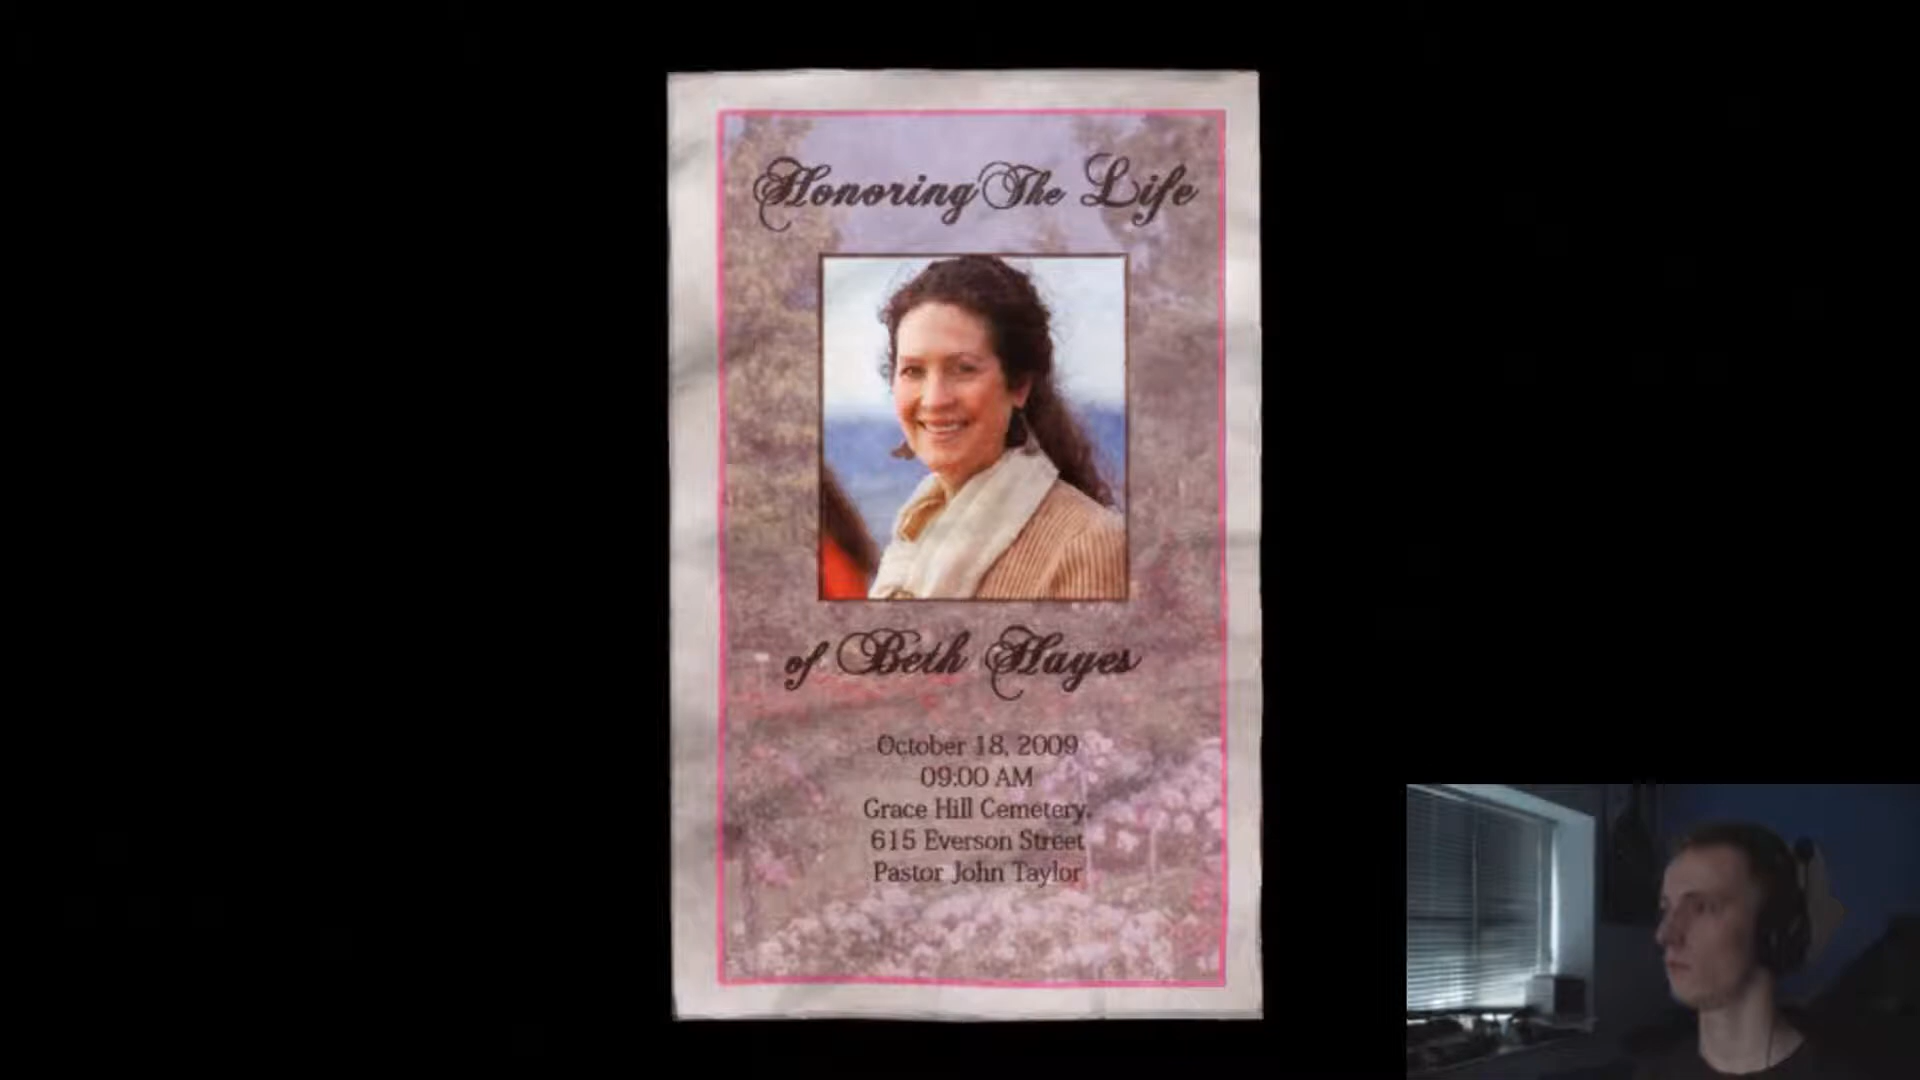 Honoring The Life
of Beth Hayes
October 18, 2009
09:00 AM
Grace Hill Cemetery,
615 Everson Street
Pastor John Taylor